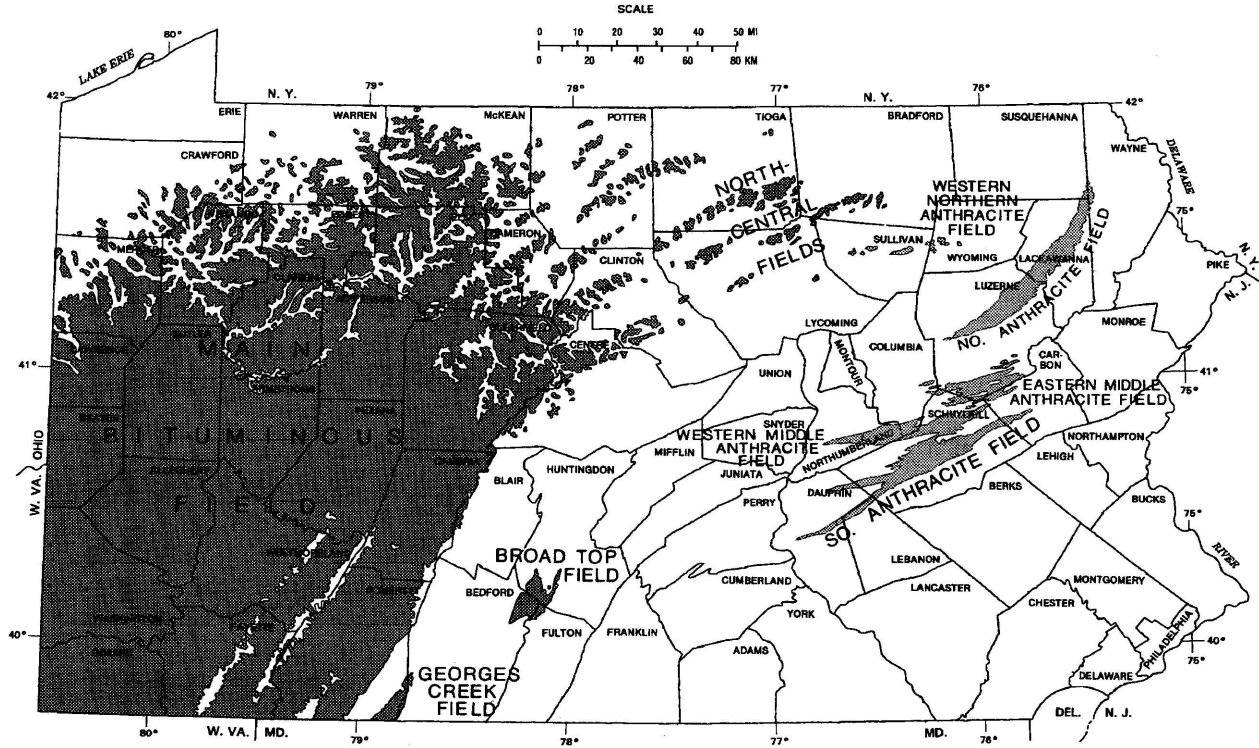 SCALE
0 10 20 30 40 50 MI
0 20 40 60 80 KM
80°
79°
78°
77°
76°
LAKE ERIE
42°
N. Y.
N. Y.
42°
ERIE
WARREN
McKEAN
POTTER
TIOGA
BRADFORD
SUSQUEHANNA
CRAWFORD
WAYNE
DELAWARE
75°
NORTH-
CENTRAL
FIELDS
WESTERN
NORTHERN
ANTHRACITE
FIELD
SULLIVAN
WYOMING
LACKAWANNA
LUZERNE
NO. ANTHRACITE FIELD
PIKE
N. Y.
N. J.
CAMERON
CLINTON
LYCOMING
COLUMBIA
MONTOUR
MONROE
41°
MAIN
BITUMINOUS
FIELD
CENTRE
UNION
CAR-
BON
41°
75°
EASTERN MIDDLE
ANTHRACITE FIELD
SCHUYLKILL
SNYDER
WESTERN MIDDLE
ANTHRACITE
FIELD
NORTHUMBERLAND
NORTHAMPTON
LEHIGH
INDIANA
OHIO
W. VA.
BLAIR
HUNTINGDON
MIFFLIN
JUNIATA
PERRY
DAUPHIN
SO. ANTHRACITE FIELD
BERKS
BUCKS
75°
RIVER
BROAD TOP
FIELD
BEDFORD
CUMBERLAND
LEBANON
LANCASTER
MONTGOMERY
CHESTER
PHILADELPHIA
40°
FULTON
FRANKLIN
YORK
ADAMS
DELAWARE
40°
75°
GEORGES
CREEK
FIELD
DEL.
N. J.
80°
W. VA.
MD.
79°
78°
77°
MD.
76°